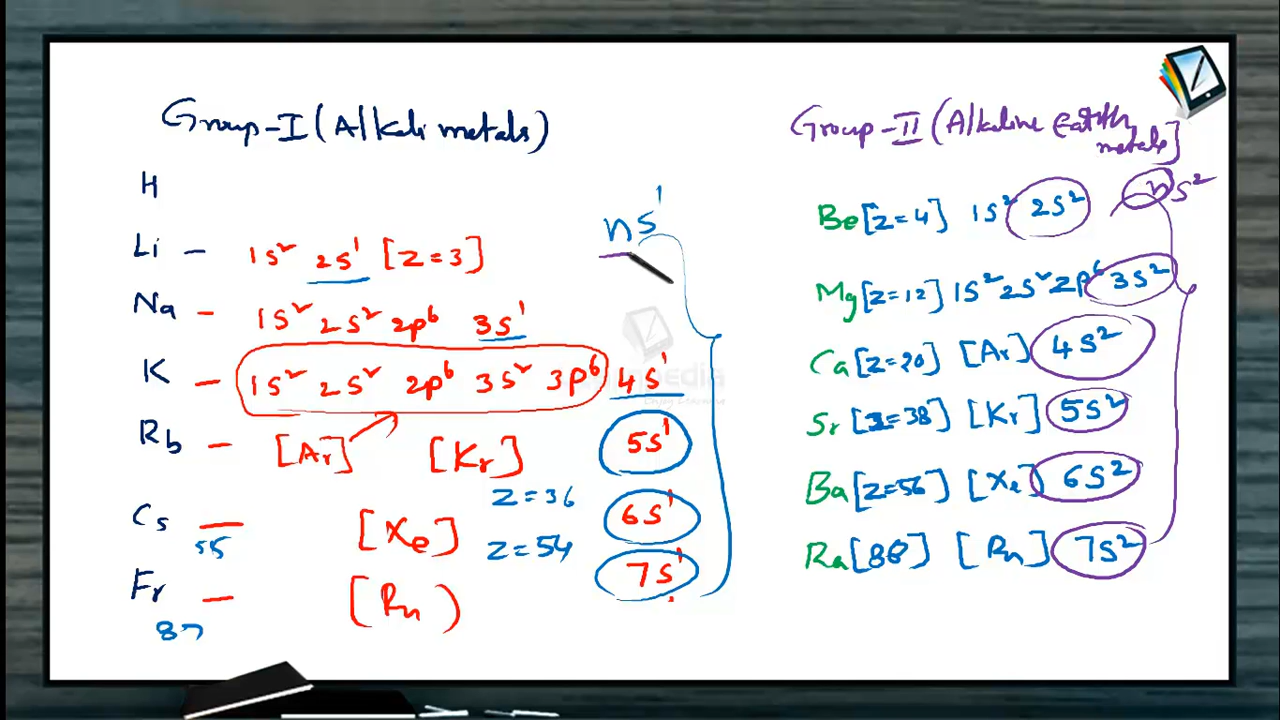 Group-I (Alkali metals)
H
Li - 1s² 2s¹ [Z=3]
Na - 1s² 2s² 2p⁶ 3s¹
K - 1s² 2s² 2p⁶ 3s² 3p⁶ 4s¹
Rb - [Ar] [Kr] 5s¹
Z=36
Cs - [Xe] 6s¹
55
Z=54
Fr - [Rn) 7s¹
87
ns¹
Group-II (Alkaline earth
metals]
ns²
Be [Z=4] 1s² 2s²
Mg [Z=12] 1s² 2s² 2p⁶ 3s²
Ca [Z=20] [Ar] 4s²
Sr [Z=38] [Kr] 5s²
Ba [Z=56] [Xe] 6s²
Ra [88] [Rn] 7s²